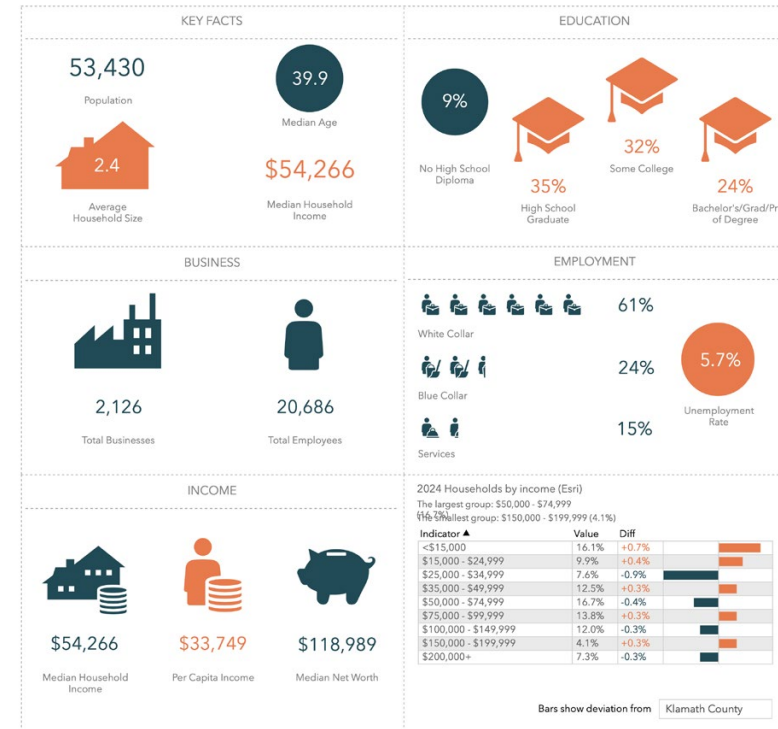 KEY FACTS
53,430
Population
39.9
Median Age
2.4
Average
Household Size
$54,266
Median Household
Income
EDUCATION
9%
No High School
Diploma
35%
High School
Graduate
32%
Some College
24%
Bachelor's/Grad/Pr
of Degree
BUSINESS
2,126
Total Businesses
20,686
Total Employees
EMPLOYMENT
61%
White Collar
24%
Blue Collar
15%
Services
5.7%
Unemployment
Rate
INCOME
$54,266
Median Household
Income
$33,749
Per Capita Income
$118,989
Median Net Worth
2024 Households by income (Esri)
The largest group: $50,000 - $74,999
(16.7%)
The smallest group: $150,000 - $199,999 (4.1%)
Indicator ▲ Value Diff
<$15,000 16.1% +0.7%
$15,000 - $24,999 9.9% +0.4%
$25,000 - $34,999 7.6% -0.9%
$35,000 - $49,999 12.5% +0.3%
$50,000 - $74,999 16.7% -0.4%
$75,000 - $99,999 13.8% +0.3%
$100,000 - $149,999 12.0% -0.3%
$150,000 - $199,999 4.1% +0.3%
$200,000+ 7.3% -0.3%
Bars show deviation from Klamath County